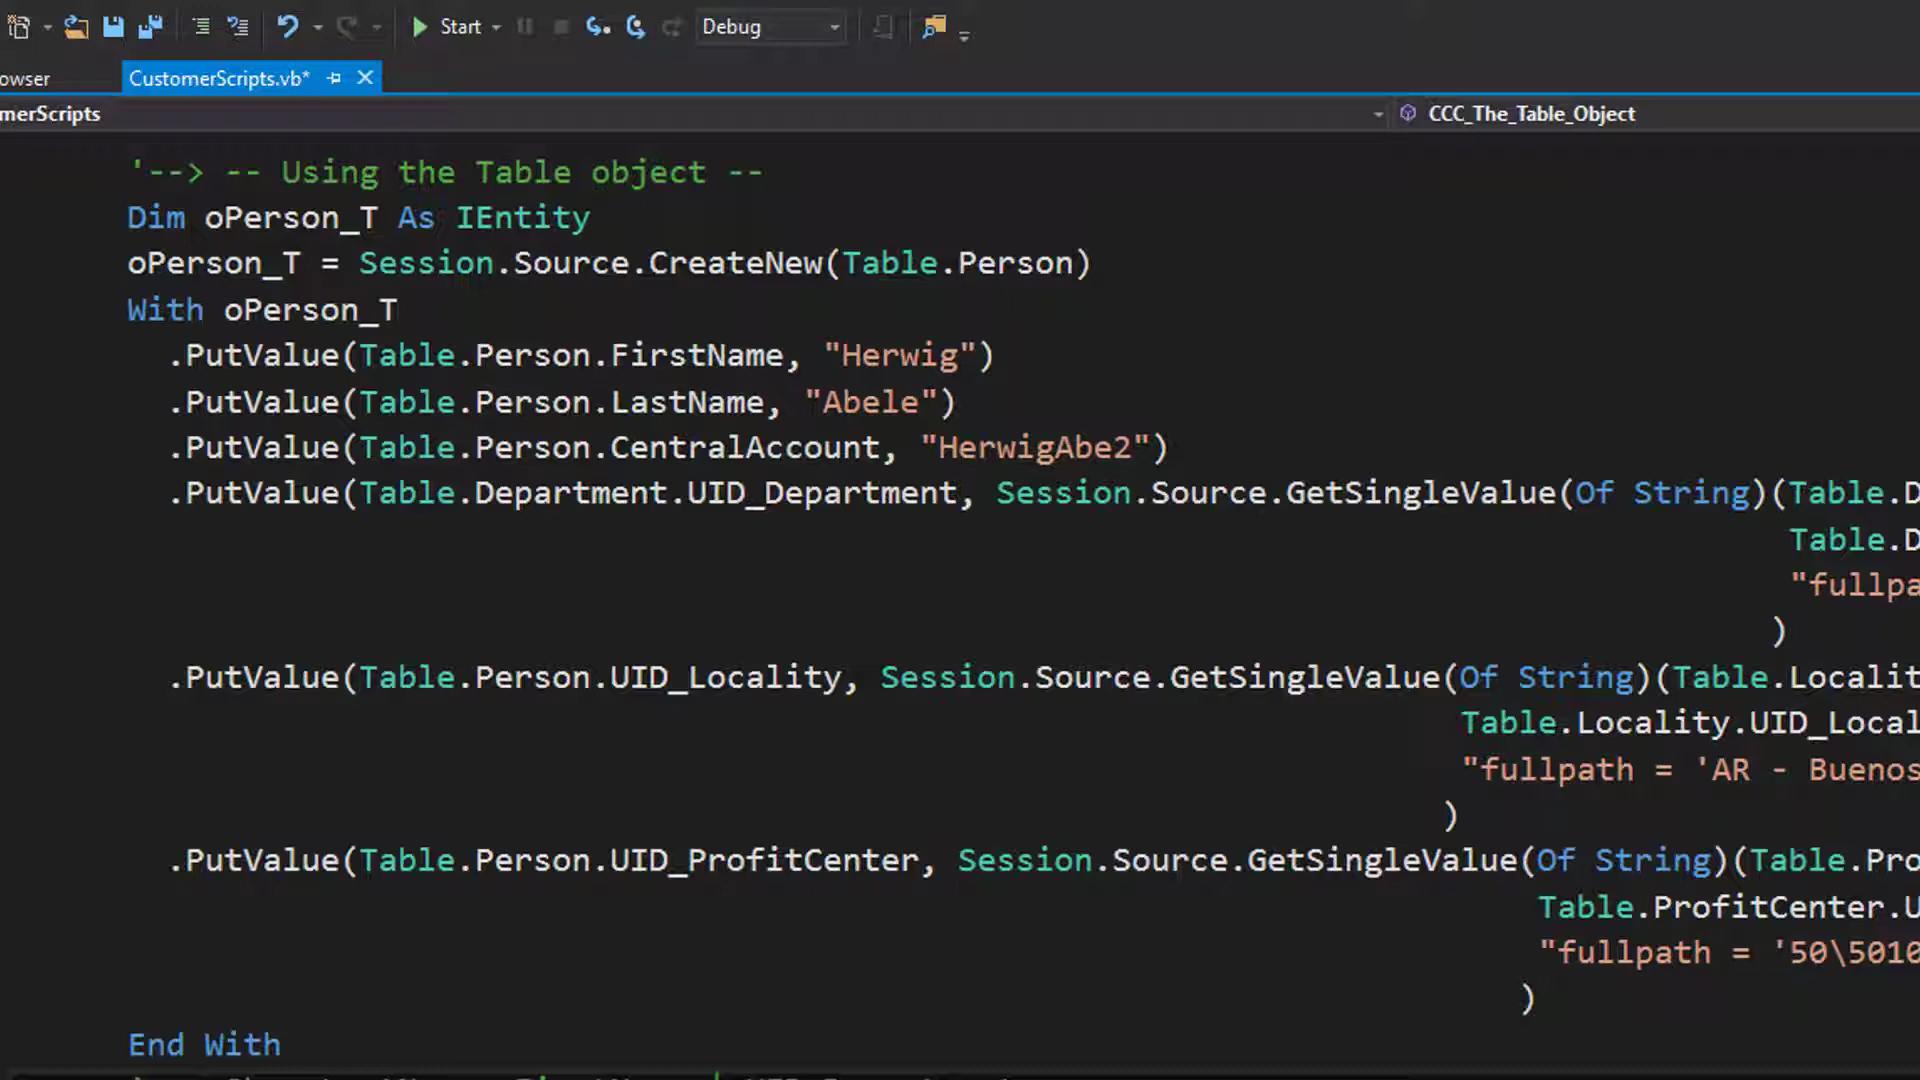 Start Debug
owser CustomerScripts.vb*
merScripts CCC_The_Table_Object
'--> -- Using the Table object --
Dim oPerson_T As IEntity
oPerson_T = Session.Source.CreateNew(Table.Person)
With oPerson_T
.PutValue(Table.Person.FirstName, "Herwig")
.PutValue(Table.Person.LastName, "Abele")
.PutValue(Table.Person.CentralAccount, "HerwigAbe2")
.PutValue(Table.Department.UID_Department, Session.Source.GetSingleValue(Of String)(Table.D
Table.D
"fullpa
)
.PutValue(Table.Person.UID_Locality, Session.Source.GetSingleValue(Of String)(Table.Localit
Table.Locality.UID_Local
"fullpath = 'AR - Buenos
)
.PutValue(Table.Person.UID_ProfitCenter, Session.Source.GetSingleValue(Of String)(Table.Pro
Table.ProfitCenter.U
"fullpath = '50\5010
)
End With